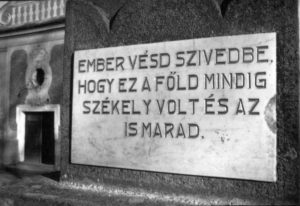 EMBER VÉSD SZIVEDBE,
HOGY EZ A FÖLD MINDIG
SZÉKELY VOLT ÉS AZ
IS MARAD.